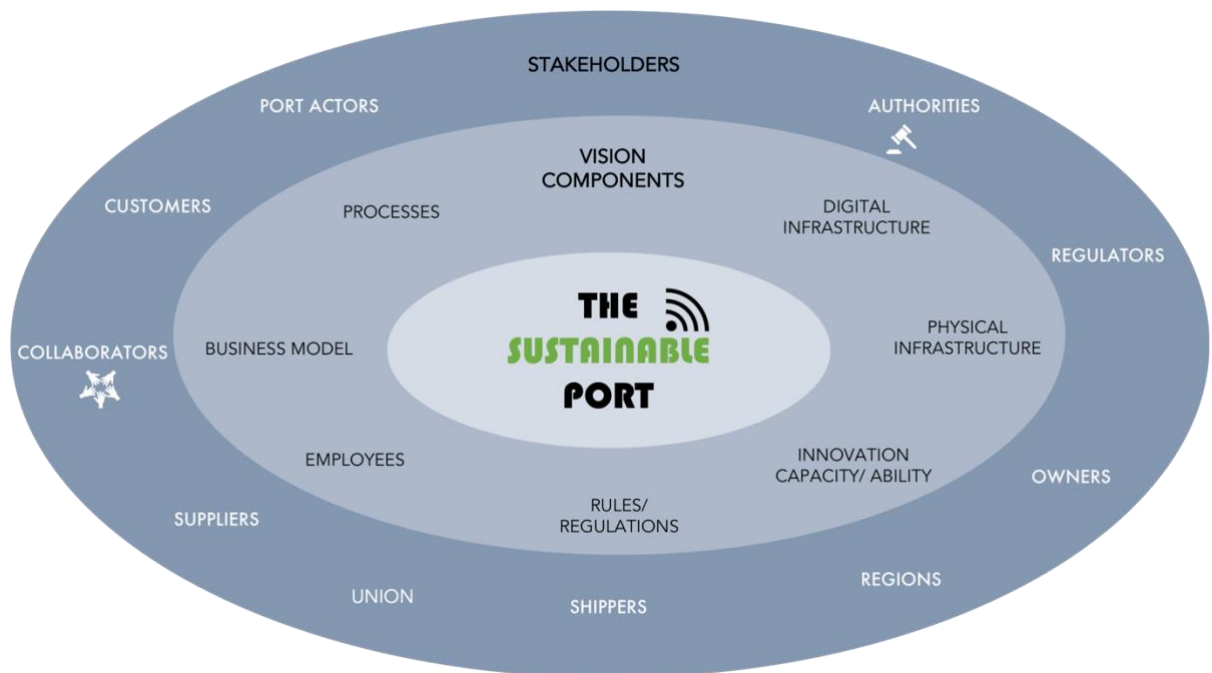 STAKEHOLDERS
PORT ACTORS
AUTHORITIES
VISION
COMPONENTS
CUSTOMERS
PROCESSES
DIGITAL
INFRASTRUCTURE
REGULATORS
THE
SUSTAINABLE
PORT
COLLABORATORS
BUSINESS MODEL
PHYSICAL
INFRASTRUCTURE
EMPLOYEES
INNOVATION
CAPACITY/ ABILITY
OWNERS
SUPPLIERS
RULES/
REGULATIONS
UNION
SHIPPERS
REGIONS